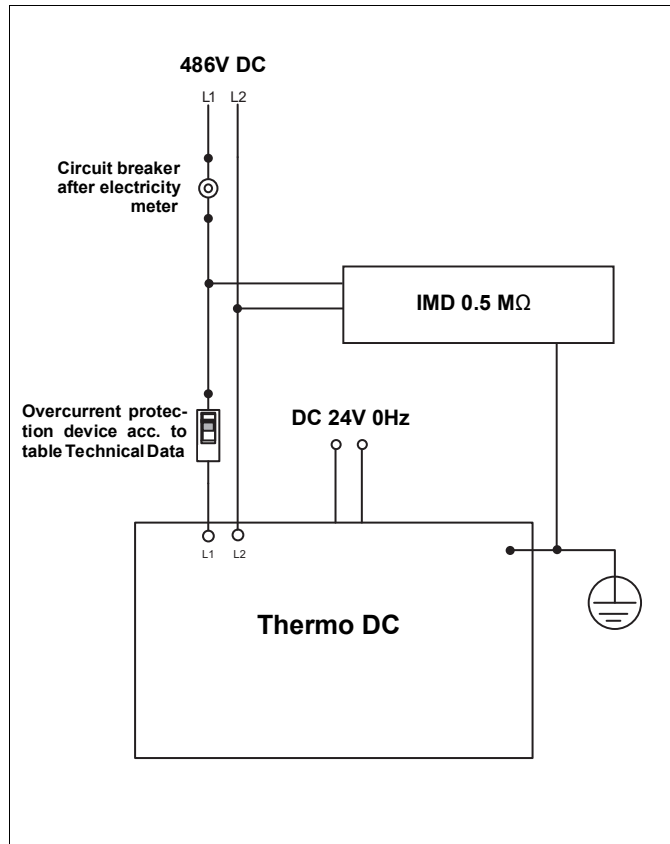 486V DC
L1 L2
Circuit breaker
after electricity
meter
IMD 0.5 MΩ
Overcurrent protec-
tion device acc. to
table Technical Data
DC 24V 0Hz
L1 L2
Thermo DC